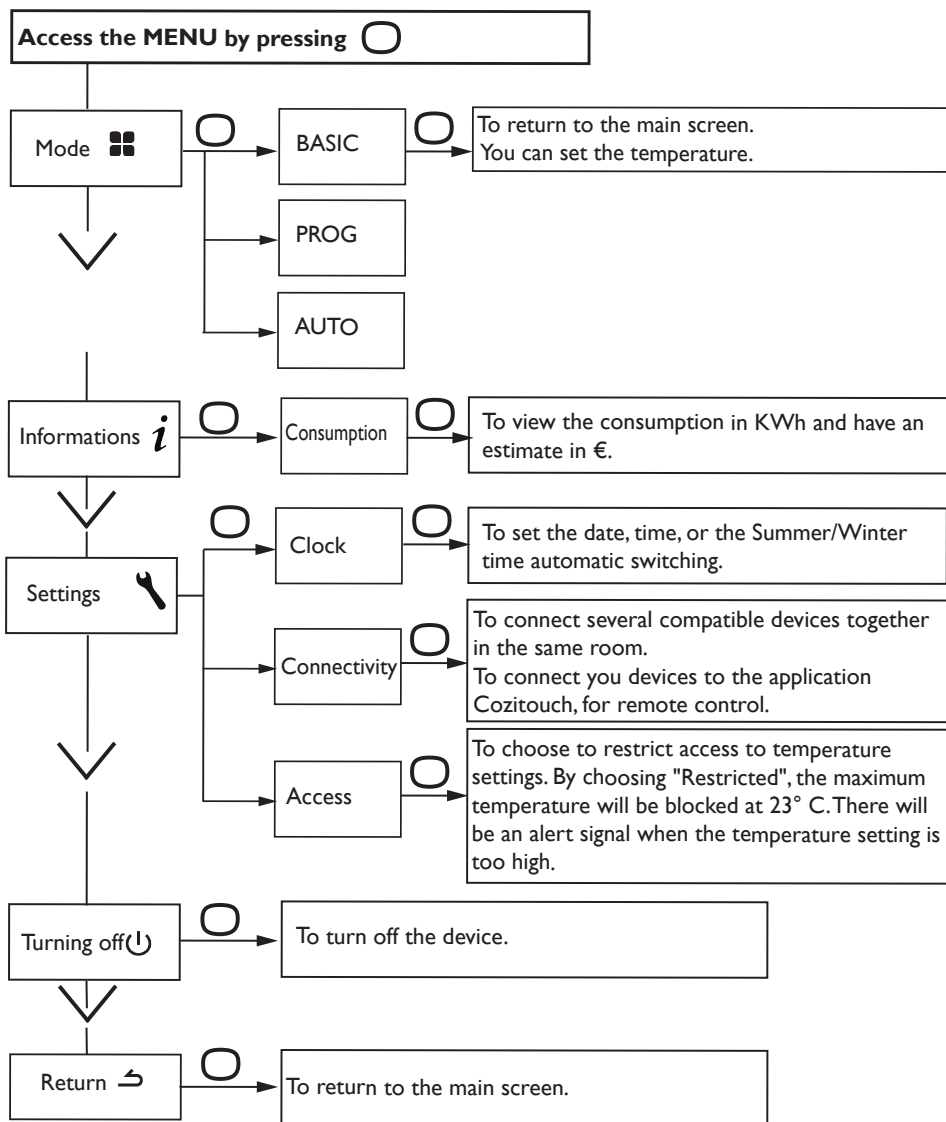 Access the MENU by pressing
Mode
BASIC
To return to the main screen.
You can set the temperature.
PROG
AUTO
Informations i
Consumption
To view the consumption in KWh and have an
estimate in €.
Settings
Clock
To set the date, time, or the Summer/Winter
time automatic switching.
Connectivity
To connect several compatible devices together
in the same room.
To connect you devices to the application
Cozitouch, for remote control.
Access
To choose to restrict access to temperature
settings. By choosing "Restricted", the maximum
temperature will be blocked at 23° C. There will
be an alert signal when the temperature setting is
too high.
Turning off
To turn off the device.
Return
To return to the main screen.